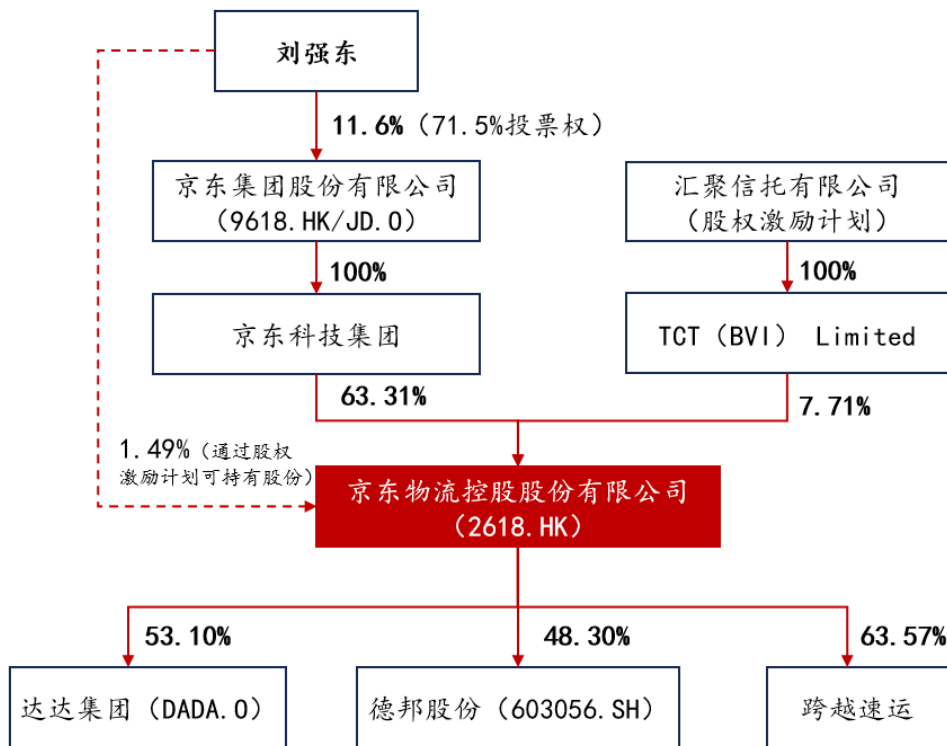 刘强东
11.6%（71.5%投票权）
京东集团股份有限公司
（9618.HK/JD.O）
汇聚信托有限公司
（股权激励计划）
100%
100%
京东科技集团
TCT（BVI） Limited
63.31%
7.71%
1.49%（通过股权
激励计划可持有股份）
京东物流控股股份有限公司
（2618.HK）
53.10%
48.30%
63.57%
达达集团（DADA.O）
德邦股份（603056.SH）
跨越速运